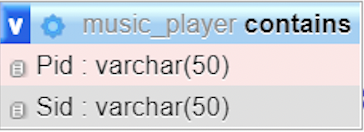 v music_player contains
Pid : varchar(50)
Sid : varchar(50)